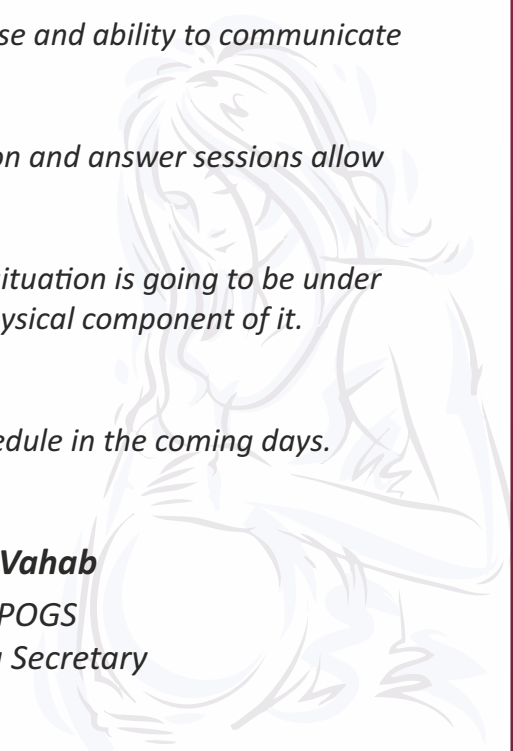 se and ability to communicate
on and answer sessions allow
situation is going to be under
ysical component of it.
edule in the coming days.
Vahab
POGS
Secretary